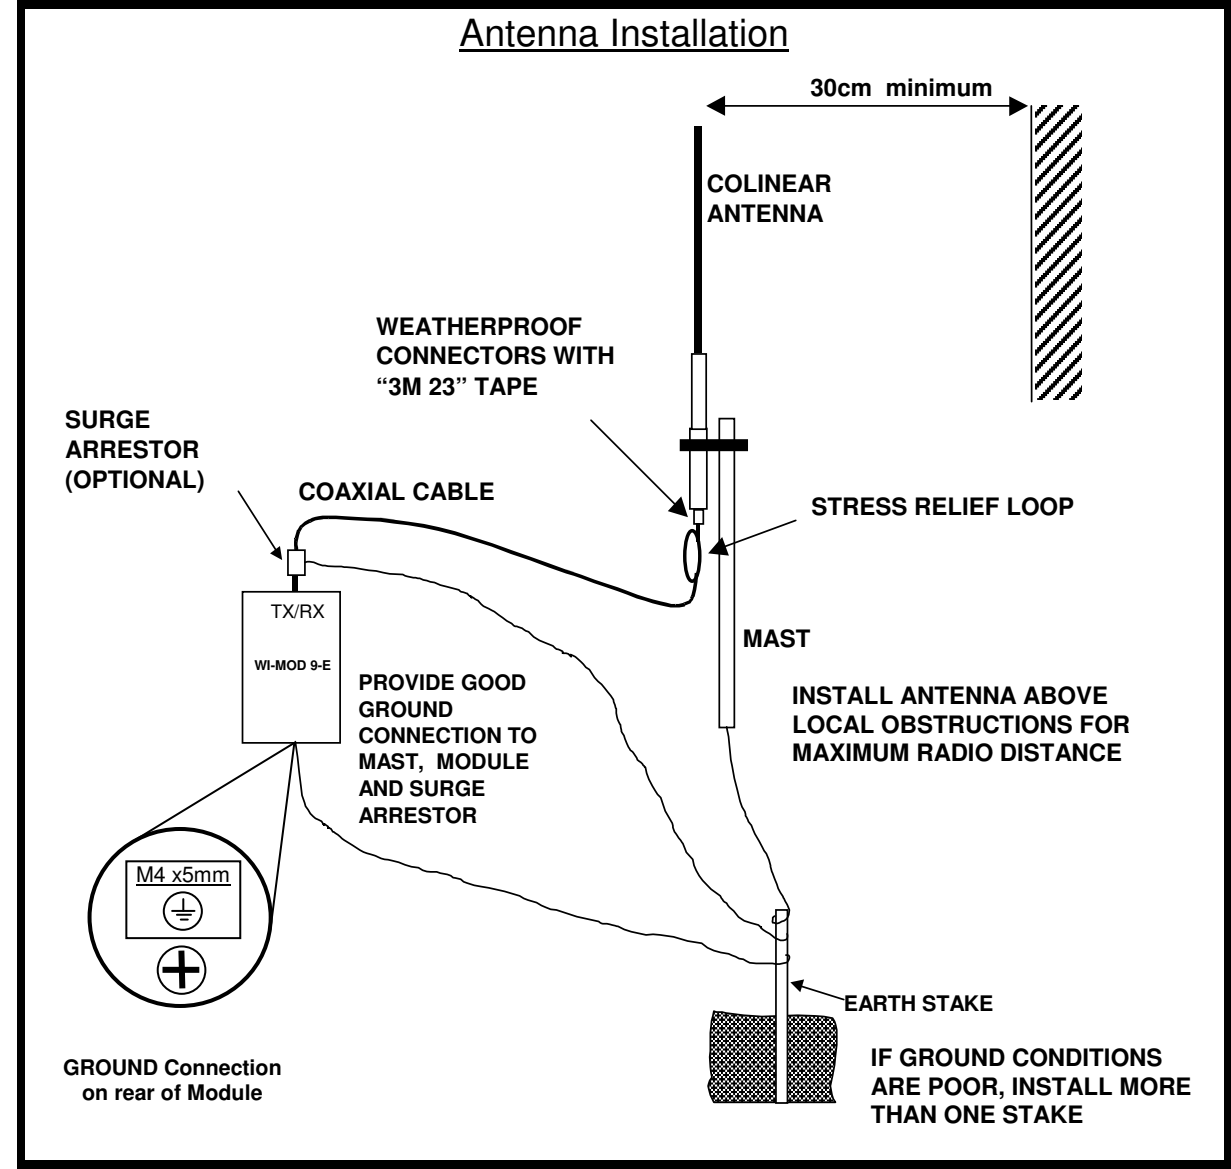 Antenna Installation
30cm minimum
COLINEAR
ANTENNA
WEATHERPROOF
CONNECTORS WITH
“3M 23” TAPE
SURGE
ARRESTOR
(OPTIONAL)
COAXIAL CABLE
STRESS RELIEF LOOP
TX/RX
WI-MOD 9-E
MAST
PROVIDE GOOD
GROUND
CONNECTION TO
MAST, MODULE
AND SURGE
ARRESTOR
INSTALL ANTENNA ABOVE
LOCAL OBSTRUCTIONS FOR
MAXIMUM RADIO DISTANCE
M4 x5mm
EARTH STAKE
GROUND Connection
on rear of Module
IF GROUND CONDITIONS
ARE POOR, INSTALL MORE
THAN ONE STAKE